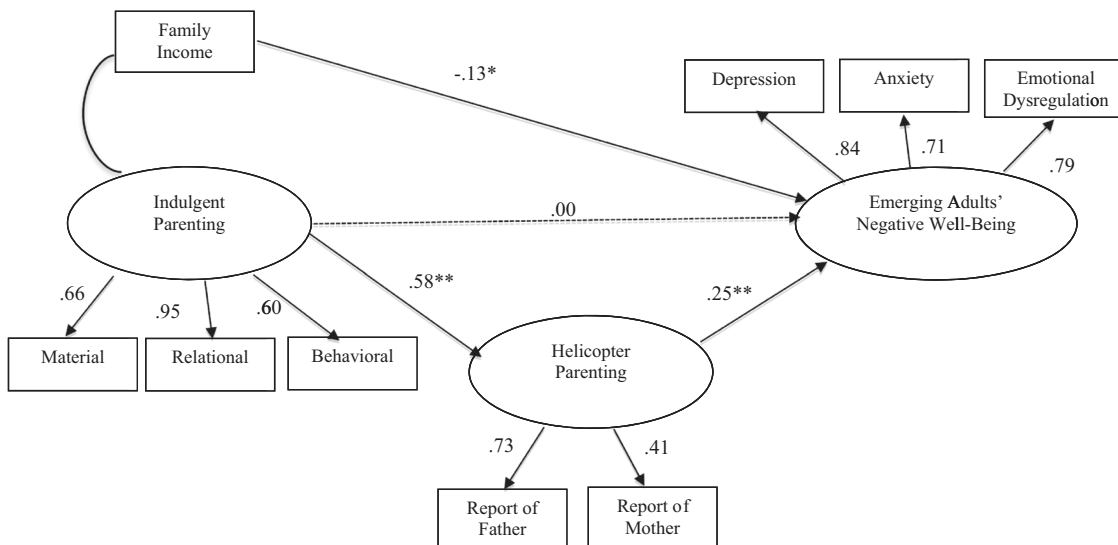 Family
Income
-.13*
Depression
Anxiety
Emotional
Dysregulation
.84
.71
.79
Indulgent
Parenting
.00
Emerging Adults’
Negative Well-Being
.58**
.25**
.66
.95
.60
Material
Relational
Behavioral
Helicopter
Parenting
.73
.41
Report of
Father
Report of
Mother